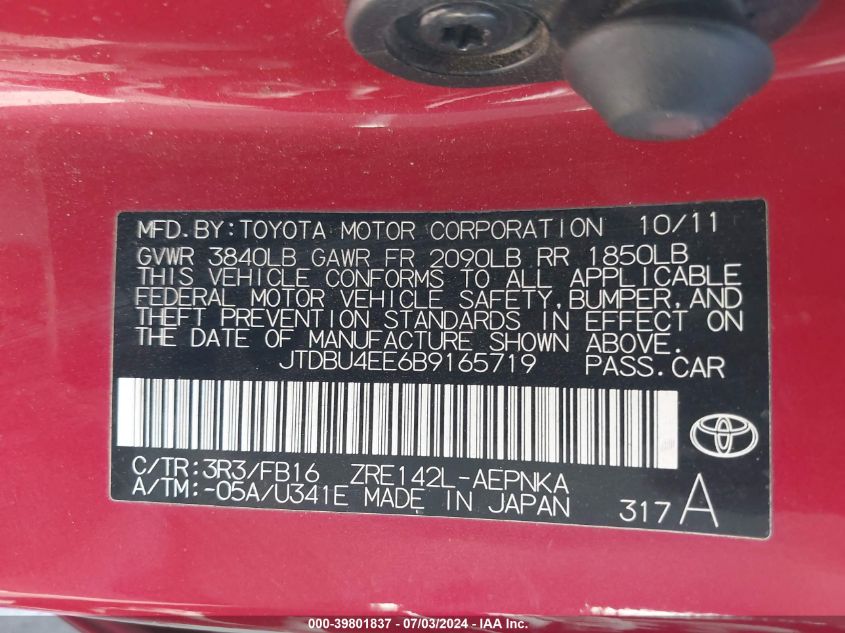 MFD. BY: TOYOTA MOTOR CORPORATION 10/11
GVWR 3840LB GAWR FR 2090LB RR 1850LB
THIS VEHICLE CONFORMS TO ALL APPLICABLE
FEDERAL MOTOR VEHICLE SAFETY, BUMPER, AND
THEFT PREVENTION STANDARDS IN EFFECT ON
THE DATE OF MANUFACTURE SHOWN ABOVE.
JTDBU4EE6B9165719 PASS. CAR
C/TR: 3R3/FB16 ZRE142L-AEPNKA
A/TM: -05A/U341E MADE IN JAPAN 317 A
000-39801837 - 07/03/2024 - IAA Inc.